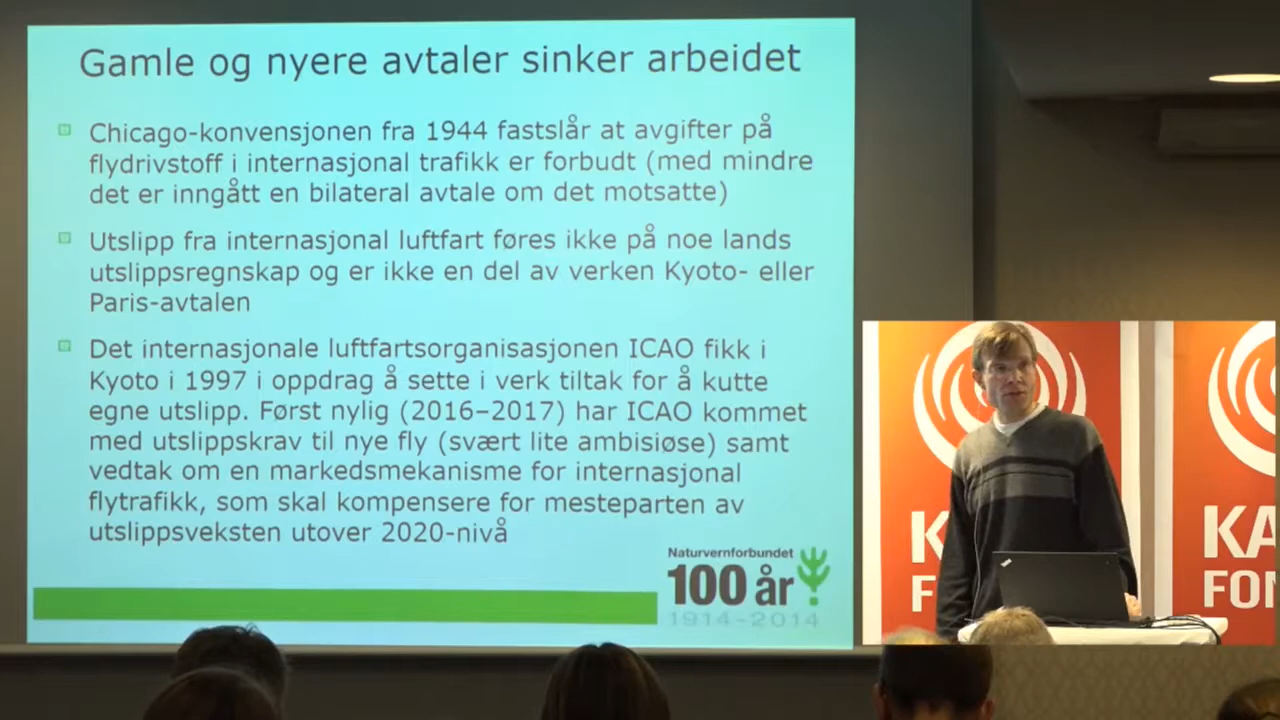 Gamle og nyere avtaler sinker arbeidet
Chicago-konvensjonen fra 1944 fastslår at avgifter på
flydrivstoff i internasjonal trafikk er forbudt (med mindre
det er inngått en bilateral avtale om det motsatte)
Utslipp fra internasjonal luftfart føres ikke på noe lands
utslippsregnskap og er ikke en del av verken Kyoto- eller
Paris-avtalen
Det internasjonale luftfartsorganisasjonen ICAO fikk i
Kyoto i 1997 i oppdrag å sette i verk tiltak for å kutte
egne utslipp. Først nylig (2016–2017) har ICAO kommet
med utslippskrav til nye fly (svært lite ambisiøse) samt
vedtak om en markedsmekanisme for internasjonal
flytrafikk, som skal kompensere for mesteparten av
utslippsveksten utover 2020-nivå
Naturvernforbundet
100 år
1914-2014
KA
FON